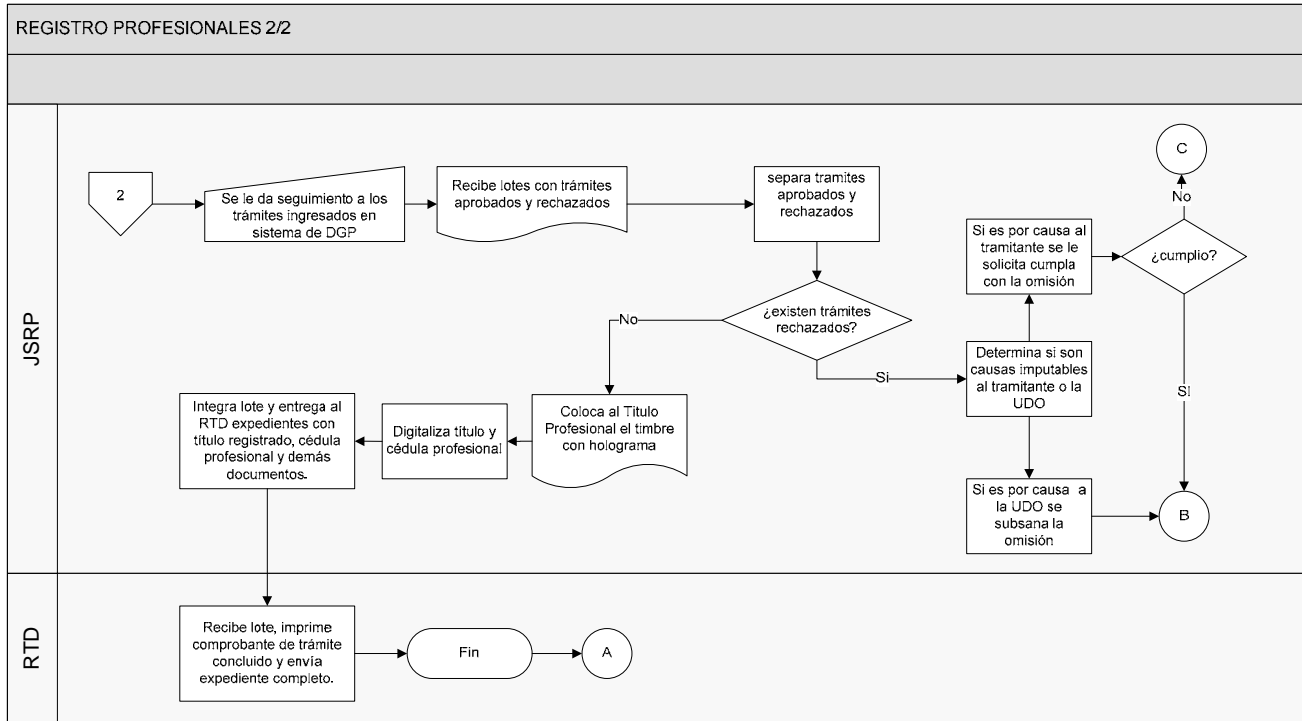 REGISTRO PROFESIONALES 2/2
JSRP
2
Se le da seguimiento a los
trámites ingresados en
sistema de DGP
Recibe lotes con trámites
aprobados y rechazados
separa tramites
aprobados y
rechazados
¿existen trámites
rechazados?
No
Si
Determina si son
causas imputables
al tramitante o la
UDO
Si es por causa al
tramitante se le
solicita cumpla
con la omisión
¿cumplio?
No
C
SI
Si es por causa a
la UDO se
subsana la
omisión
B
Coloca al Titulo
Profesional el timbre
con holograma
Digitaliza título y
cédula profesional
Integra lote y entrega al
RTD expedientes con
título registrado, cédula
profesional y demás
documentos.
RTD
Recibe lote, imprime
comprobante de trámite
concluido y envía
expediente completo.
Fin
A